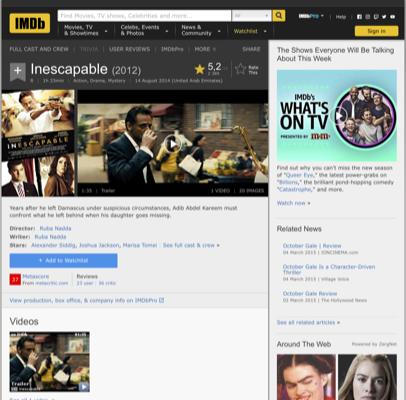 IMDb
Find Movies, TV shows, Celebrities and more...
All
IMDbPro
Help
Movies, TV
& Showtimes
Celebs, Events
& Photos
News &
Community
Watchlist
Sign in
FULL CAST AND CREW | TRIVIA | USER REVIEWS | IMDbPro | MORE
SHARE
Inescapable (2012)
5,2
Rate
This
1h 33min | Action, Drama, Mystery | 14 August 2014 (United Arab Emirates)
INESCAPABLE
1:35 | Trailer
1 VIDEO | 20 IMAGES
Years after he left Damascus under suspicious circumstances, Adib Abdel Kareem must
confront what he left behind when his daughter goes missing.
Director: Ruba Nadda
Writer: Ruba Nadda
Stars: Alexander Siddig, Joshua Jackson, Marisa Tomei | See full cast & crew »
+ Add to Watchlist
Metascore
From metacritic.com
Reviews
23 user | 36 critic
View production, box office, & company info on IMDbPro
Videos
Trailer
The Shows Everyone Will Be Talking
About This Week
IMDb's
WHAT'S
ON TV
PRESENTED BY M&M'S
Find out why you can't miss the new season
of "Queer Eye," the latest power-grabs on
"Billions," the brilliant pond-hopping comedy
"Catastrophe," and more.
Watch now »
Related News
October Gale | Review
04 March 2015 | IONCINEMA.com
October Gale Is a Character-Driven
Thriller
04 March 2015 | Village Voice
October Gale Review
02 March 2015 | The Hollywood News
See all related articles »
Around The Web
Powered by ZergNet